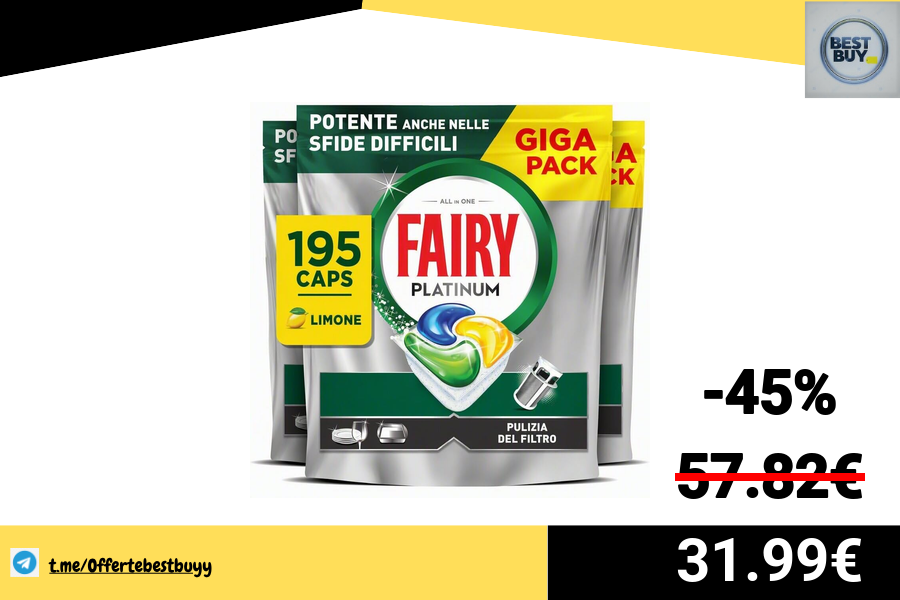 BEST
BUY
POTENTE ANCHE NELLE
SFIDE DIFFICILI
GIGA
PACK
PO
SF
A
CK
ALL IN ONE
FAIRY
PLATINUM
195
CAPS
LIMONE
PULIZIA
DEL FILTRO
-45%
57.82€
31.99€
t.me/Offertebestbuyy